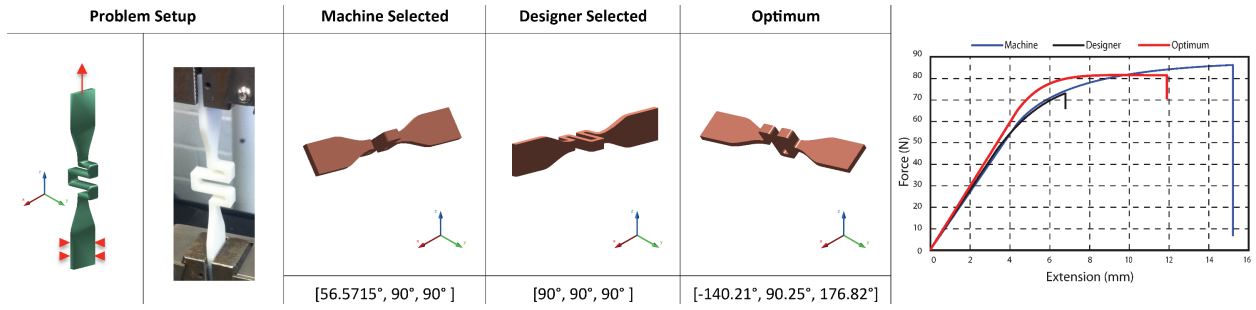 Problem Setup
Machine Selected
Designer Selected
Optimum
[56.5715°, 90°, 90° ]
[90°, 90°, 90° ]
[-140.21°, 90.25°, 176.82°]
Machine
Designer
Optimum
Force (N)
90
80
70
60
50
40
30
20
10
0
0 2 4 6 8 10 12 14 16
Extension (mm)
z
x
y
z
x
y
z
x
y
z
x
y